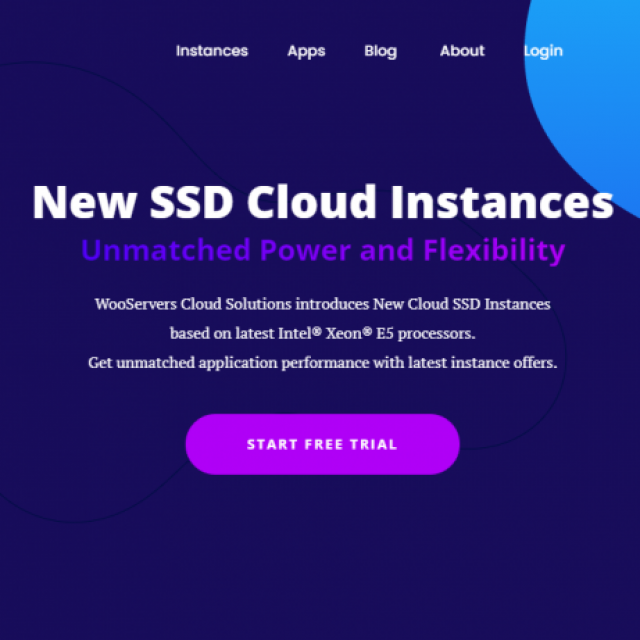 Instances Apps Blog About Login
New SSD Cloud Instances
Unmatched Power and Flexibility
WooServers Cloud Solutions introduces New Cloud SSD Instances
based on latest Intel® Xeon® E5 processors.
Get unmatched application performance with latest instance offers.
START FREE TRIAL